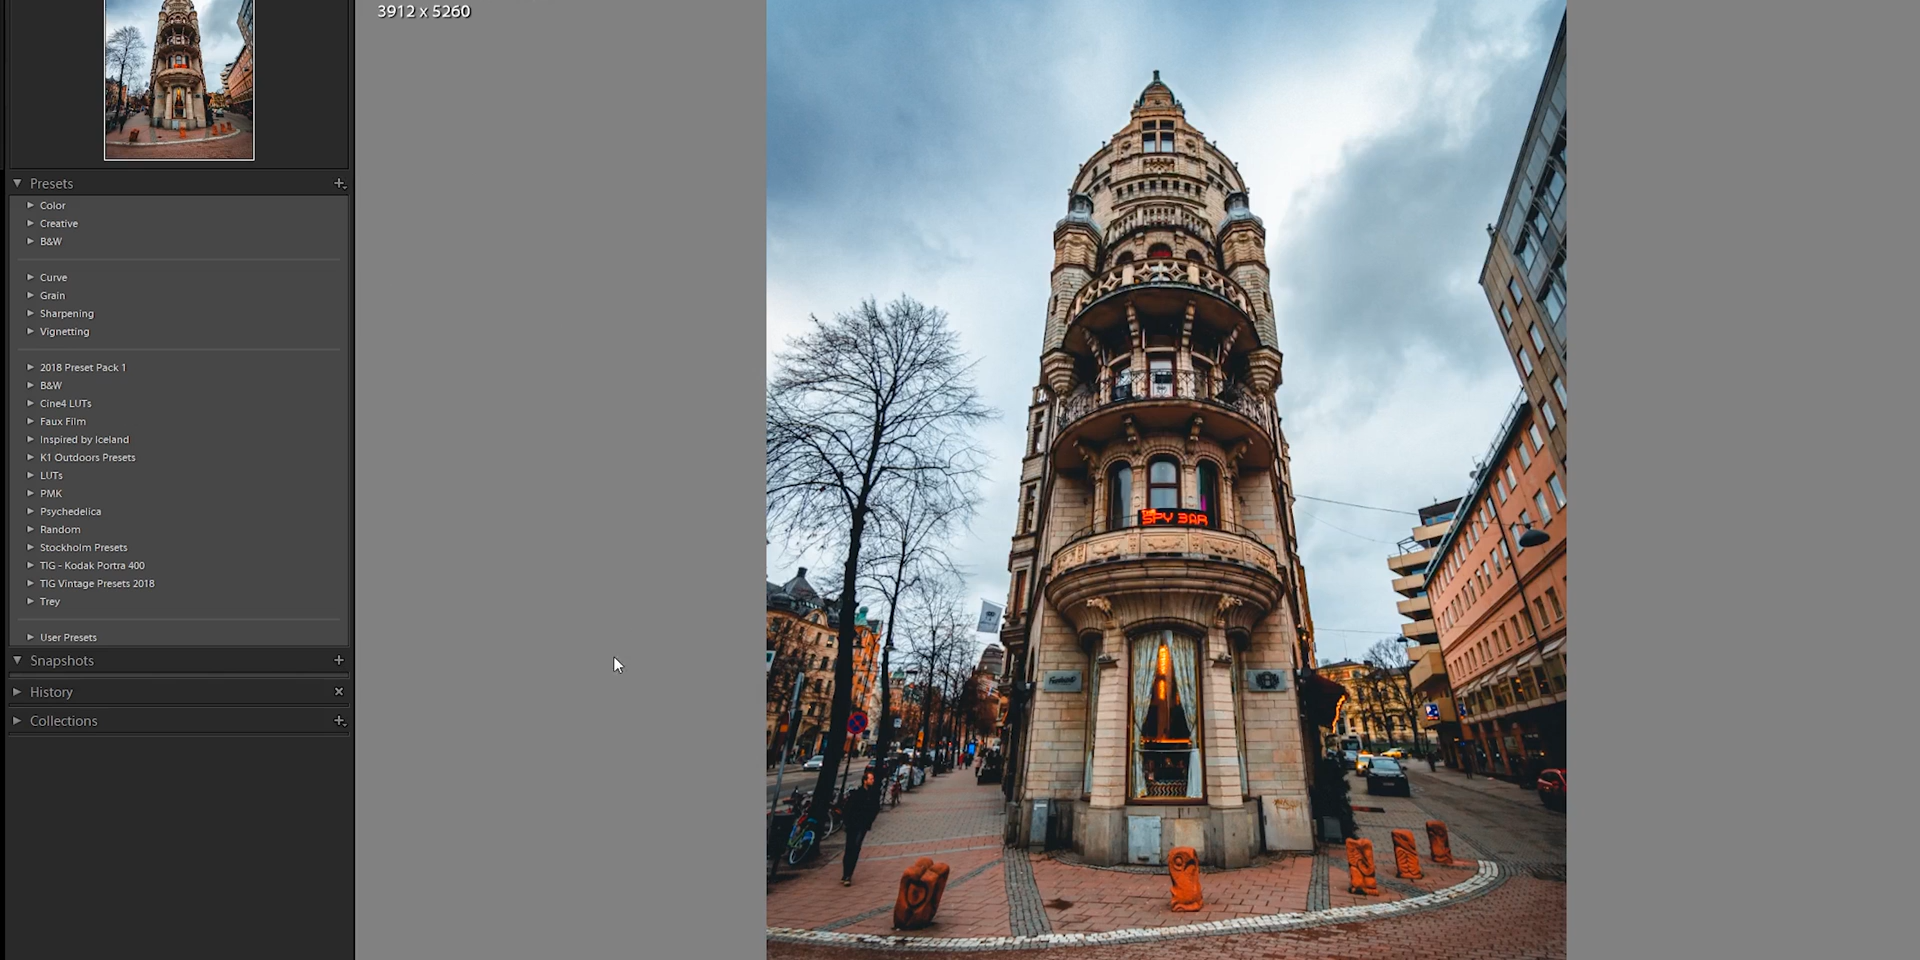 3912 x 5260
Presets
Color
Creative
B&W
Curve
Grain
Sharpening
Vignetting
2018 Preset Pack 1
B&W
Cine4 LUTs
Faux Film
Inspired by Iceland
K1 Outdoors Presets
LUTs
PMK
Psychedelica
Random
Stockholm Presets
TIG - Kodak Portra 400
TIG Vintage Presets 2018
Trey
User Presets
Snapshots
History
Collections
SPY BAR